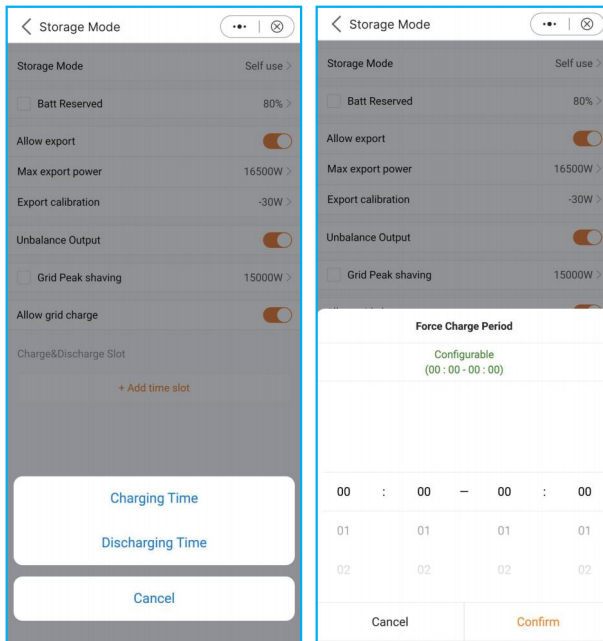 Storage Mode
Storage Mode Self use >
Batt Reserved 80% >
Allow export
Max export power 16500W >
Export calibration -30W >
Unbalance Output
Grid Peak shaving 15000W >
Allow grid charge
Charge&Discharge Slot
+ Add time slot
Charging Time
Discharging Time
Cancel
Storage Mode
Storage Mode Self use >
Batt Reserved 80% >
Allow export
Max export power 16500W >
Export calibration -30W >
Unbalance Output
Grid Peak shaving 15000W >
Force Charge Period
Configurable
(00 : 00 - 00 : 00)
00 : 00 – 00 : 00
01 01 01 01
02 02 02 02
Cancel Confirm